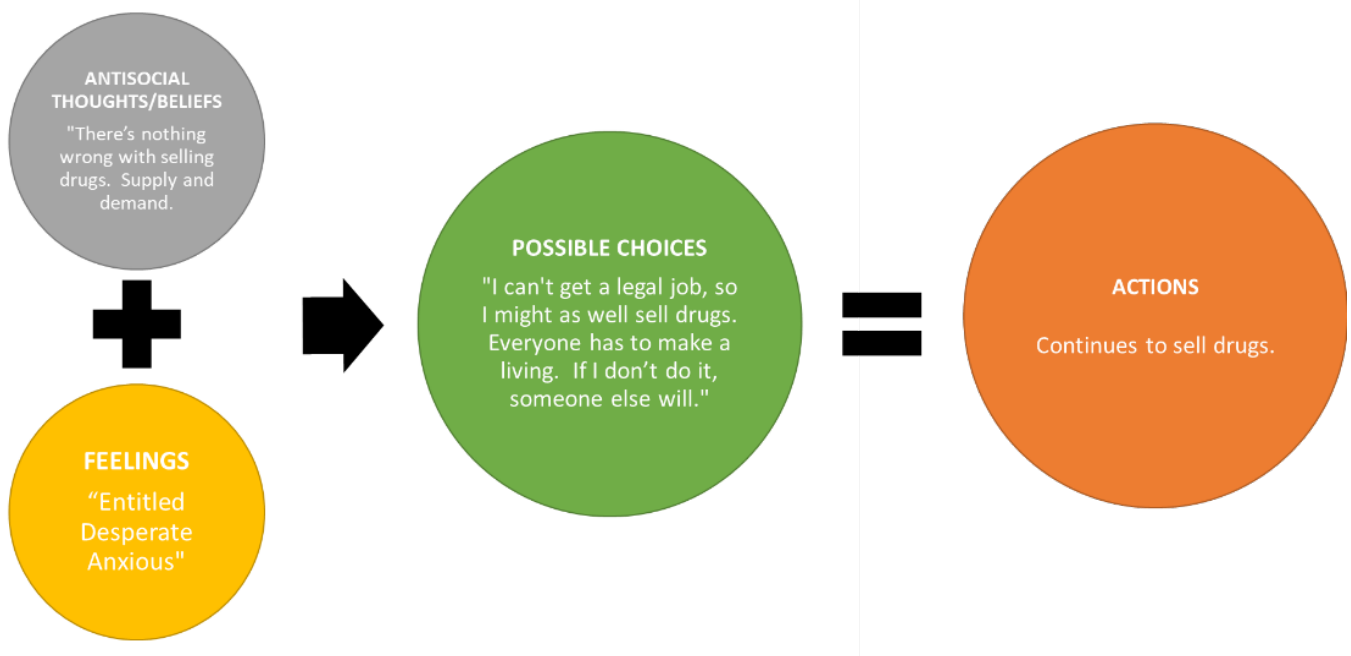 ANTISOCIAL
THOUGHTS/BELIEFS
"There’s nothing
wrong with selling
drugs.  Supply and
demand.
FEELINGS
“Entitled
Desperate
Anxious"
POSSIBLE CHOICES
"I can't get a legal job, so
I might as well sell drugs.
Everyone has to make a
living.  If I don’t do it,
someone else will."
ACTIONS
Continues to sell drugs.